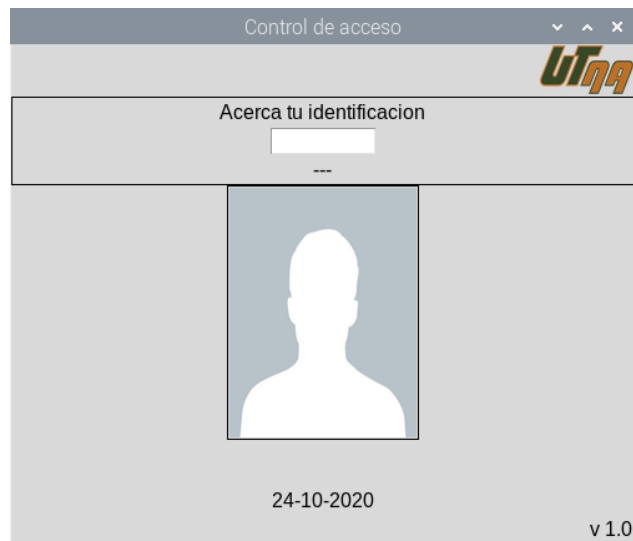 Control de acceso
UTNA
Acerca tu identificacion
---
24-10-2020
v 1.0